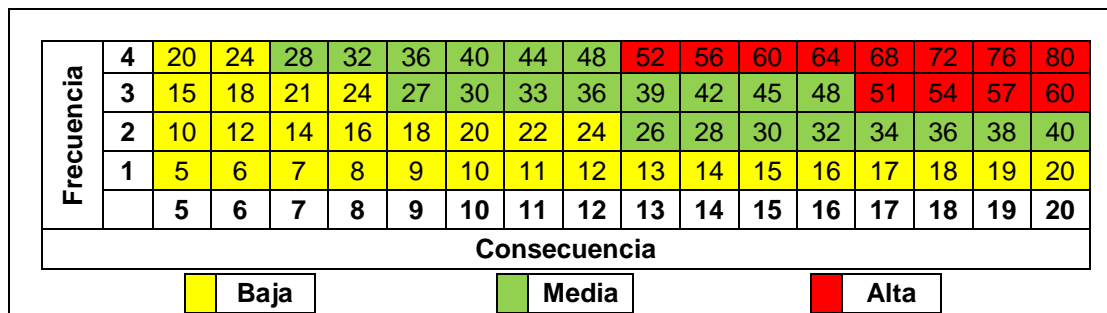 Frecuencia
4 20 24 28 32 36 40 44 48 52 56 60 64 68 72 76 80
3 15 18 21 24 27 30 33 36 39 42 45 48 51 54 57 60
2 10 12 14 16 18 20 22 24 26 28 30 32 34 36 38 40
1 5 6 7 8 9 10 11 12 13 14 15 16 17 18 19 20
5 6 7 8 9 10 11 12 13 14 15 16 17 18 19 20
Consecuencia
Baja Media Alta